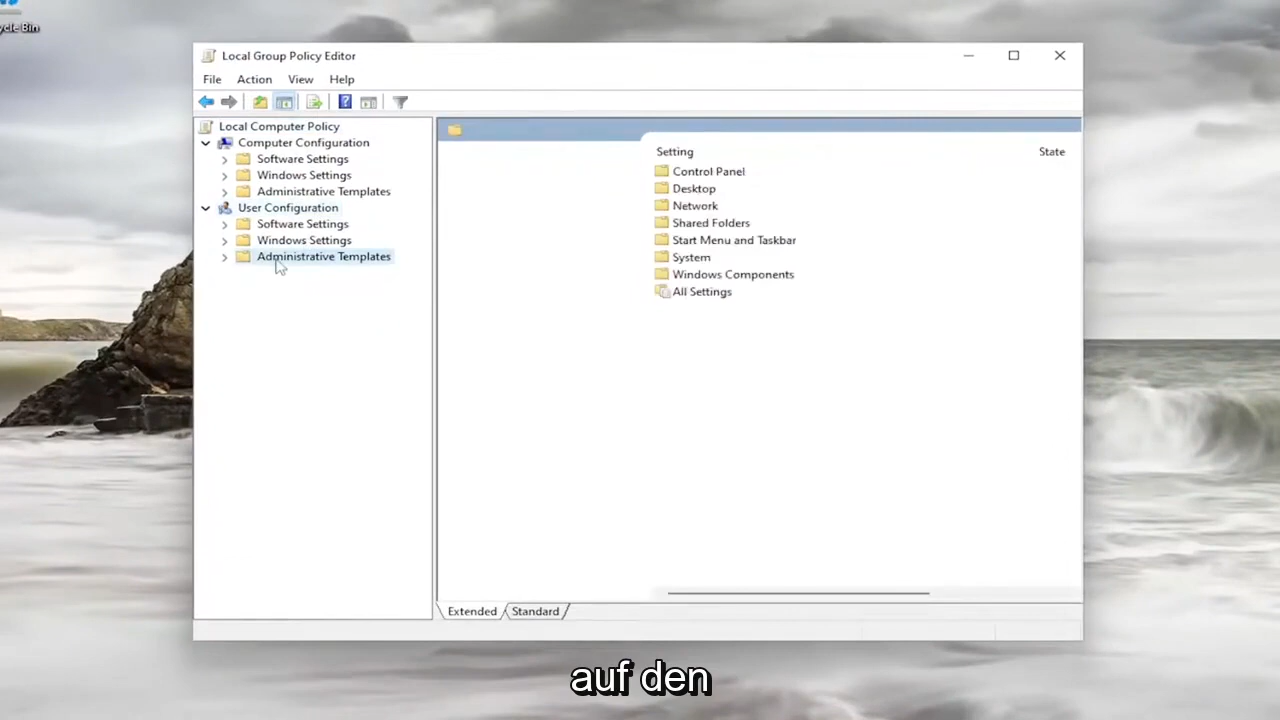 ycle Bin
Local Group Policy Editor
File Action View Help
Local Computer Policy
Computer Configuration
Software Settings
Windows Settings
Administrative Templates
User Configuration
Software Settings
Windows Settings
Administrative Templates
Setting State
Control Panel
Desktop
Network
Shared Folders
Start Menu and Taskbar
System
Windows Components
All Settings
Extended Standard
auf den